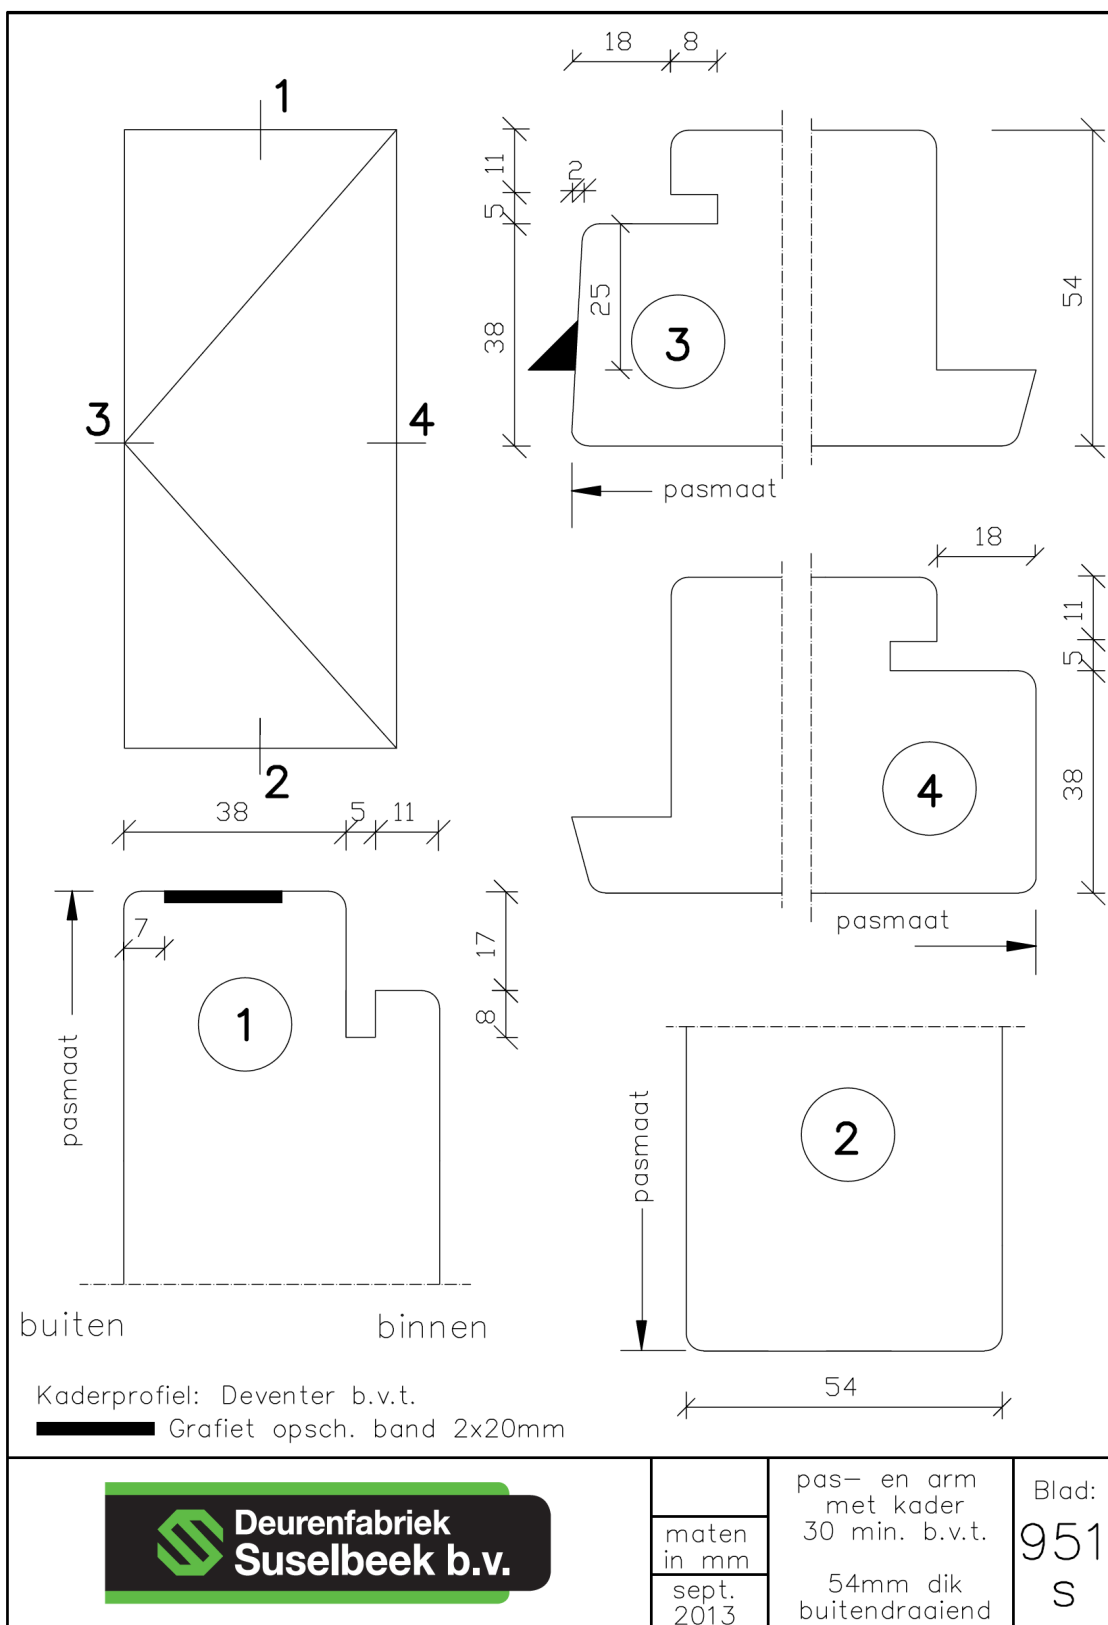 1
3
4
2
18
8
11
2
5
25
38
3
54
pasmaat
18
11
5
38
4
pasmaat
38
5
11
7
17
8
1
pasmaat
2
pasmaat
54
buiten
binnen
Kaderprofiel: Deventer b.v.t.
Grafiet opsch. band 2x20mm
Deurenfabriek
Suselbeek b.v.
maten
in mm
sept.
2013
pas- en arm
met kader
30 min. b.v.t.
54mm dik
buitendraaiend
Blad:
951
s